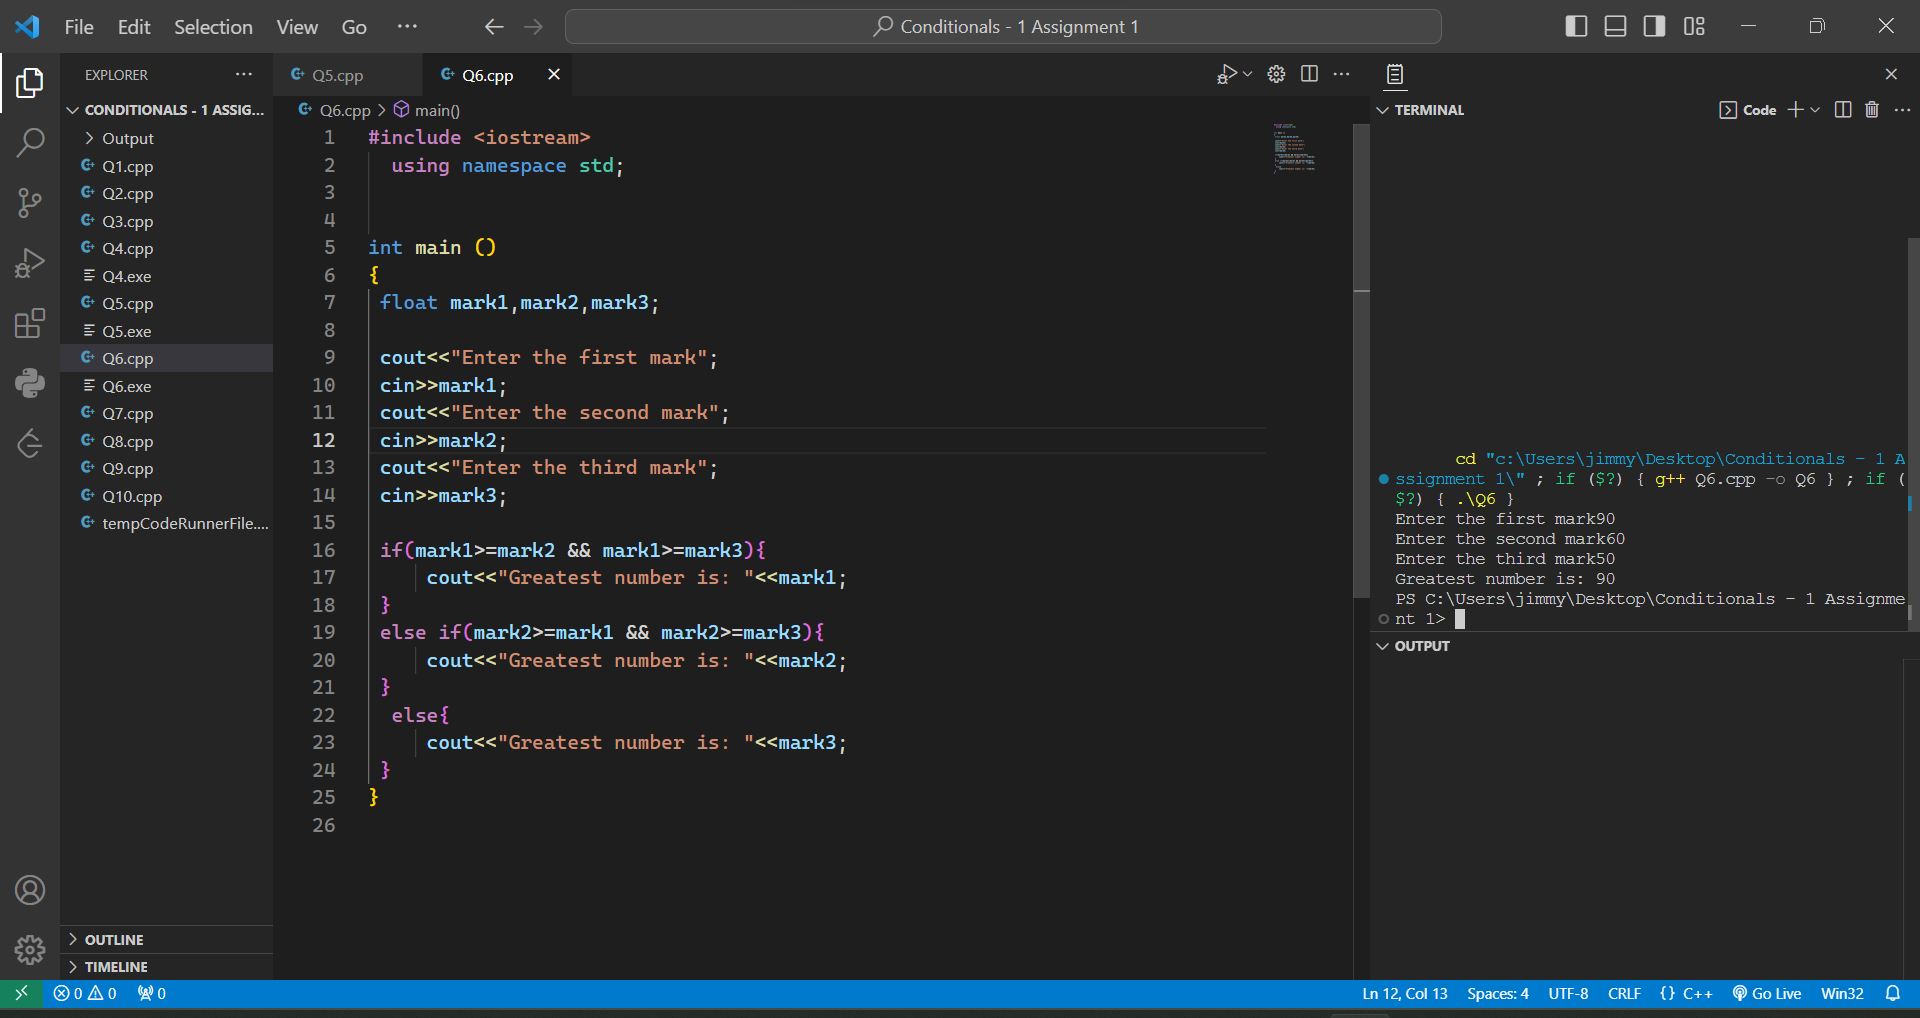 File Edit Selection View Go ··· Conditionals - 1 Assignment 1
EXPLORER ···
CONDITIONALS - 1 ASSIG...
Output
Q1.cpp
Q2.cpp
Q3.cpp
Q4.cpp
Q4.exe
Q5.cpp
Q5.exe
Q6.cpp
Q6.exe
Q7.cpp
Q8.cpp
Q9.cpp
Q10.cpp
tempCodeRunnerFile....
OUTLINE
TIMELINE
Q5.cpp Q6.cpp
Q6.cpp > main()
1 #include <iostream>
2 using namespace std;
3
4
5 int main ()
6 {
7 float mark1,mark2,mark3;
8
9 cout<<"Enter the first mark";
10 cin>>mark1;
11 cout<<"Enter the second mark";
12 cin>>mark2;
13 cout<<"Enter the third mark";
14 cin>>mark3;
15
16 if(mark1>=mark2 && mark1>=mark3){
17 cout<<"Greatest number is: "<<mark1;
18 }
19 else if(mark2>=mark1 && mark2>=mark3){
20 cout<<"Greatest number is: "<<mark2;
21 }
22 else{
23 cout<<"Greatest number is: "<<mark3;
24 }
25 }
26
TERMINAL Code
cd "c:\Users\jimmy\Desktop\Conditionals - 1 A
ssignment 1\" ; if ($?) { g++ Q6.cpp -o Q6 } ; if (
$?) { .\Q6 }
Enter the first mark90
Enter the second mark60
Enter the third mark50
Greatest number is: 90
PS C:\Users\jimmy\Desktop\Conditionals - 1 Assignme
nt 1>
OUTPUT
0 0 0 Ln 12, Col 13 Spaces: 4 UTF-8 CRLF {} C++ Go Live Win32